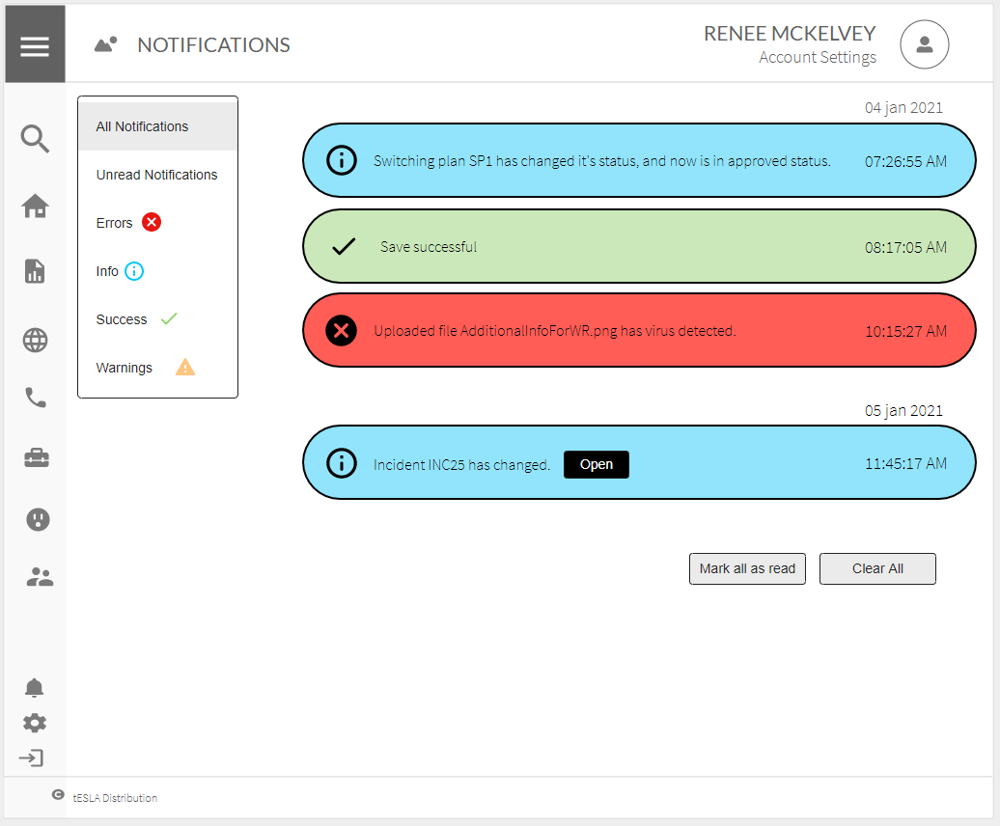 NOTIFICATIONS
RENEE MCKELVEY
Account Settings
All Notifications
Unread Notifications
Errors
Info
Success
Warnings
04 jan 2021
Switching plan SP1 has changed it's status, and now is in approved status. 07:26:55 AM
Save successful 08:17:05 AM
Uploaded file AdditionalInfoForWR.png has virus detected. 10:15:27 AM
05 jan 2021
Incident INC25 has changed. Open 11:45:17 AM
Mark all as read
Clear All
© tESLA Distribution